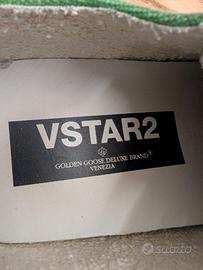 VSTAR2
GOLDEN GOOSE DELUXE BRAND®
VENEZIA
subito